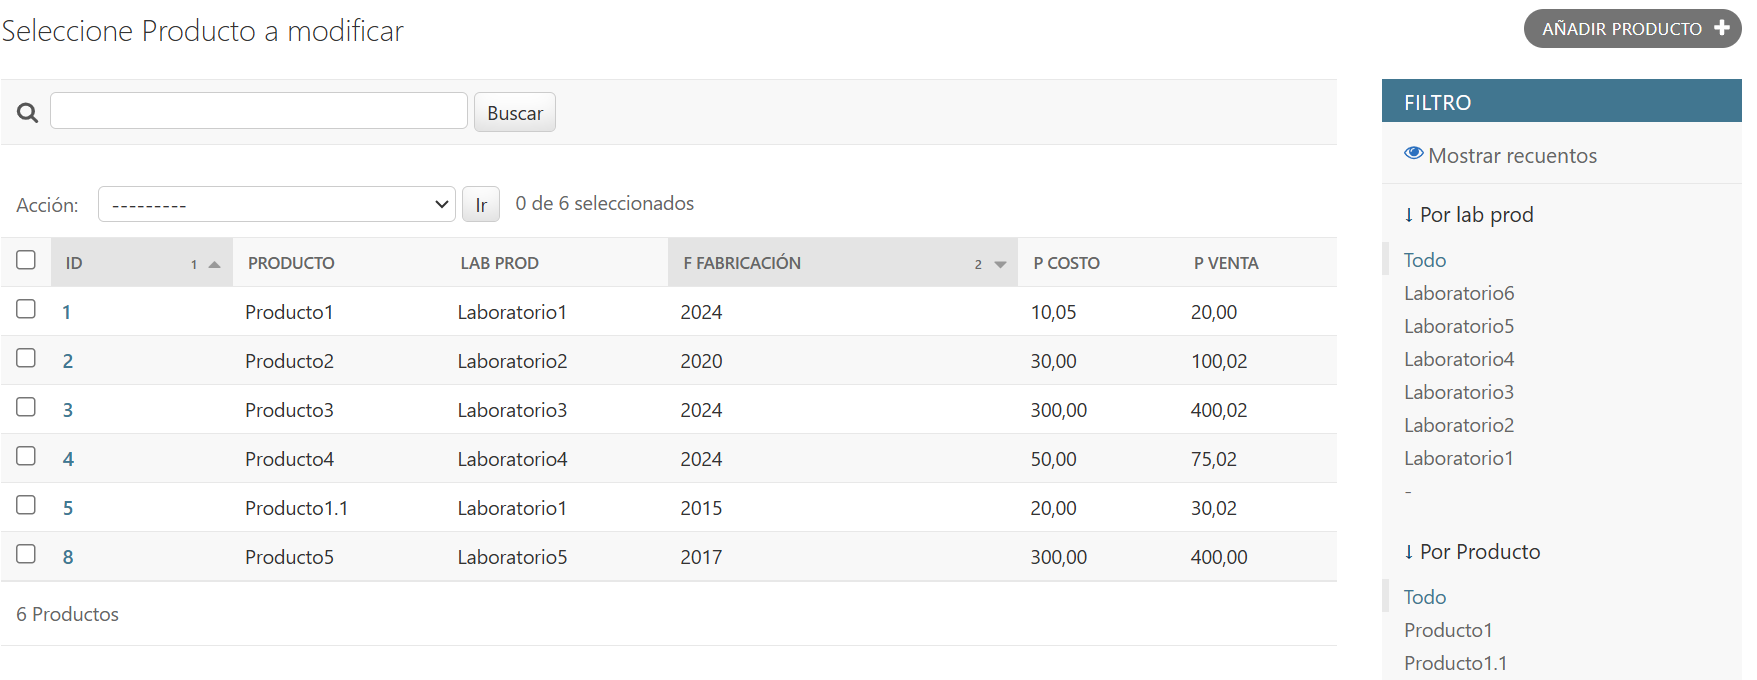 Seleccione Producto a modificar
AÑADIR PRODUCTO
Buscar
Acción: --------- Ir 0 de 6 seleccionados
ID 1 PRODUCTO LAB PROD F FABRICACIÓN 2 P COSTO P VENTA
1 Producto1 Laboratorio1 2024 10,05 20,00
2 Producto2 Laboratorio2 2020 30,00 100,02
3 Producto3 Laboratorio3 2024 300,00 400,02
4 Producto4 Laboratorio4 2024 50,00 75,02
5 Producto1.1 Laboratorio1 2015 20,00 30,02
8 Producto5 Laboratorio5 2017 300,00 400,00
6 Productos
FILTRO
Mostrar recuentos
↓ Por lab prod
Todo
Laboratorio6
Laboratorio5
Laboratorio4
Laboratorio3
Laboratorio2
Laboratorio1
-
↓ Por Producto
Todo
Producto1
Producto1.1